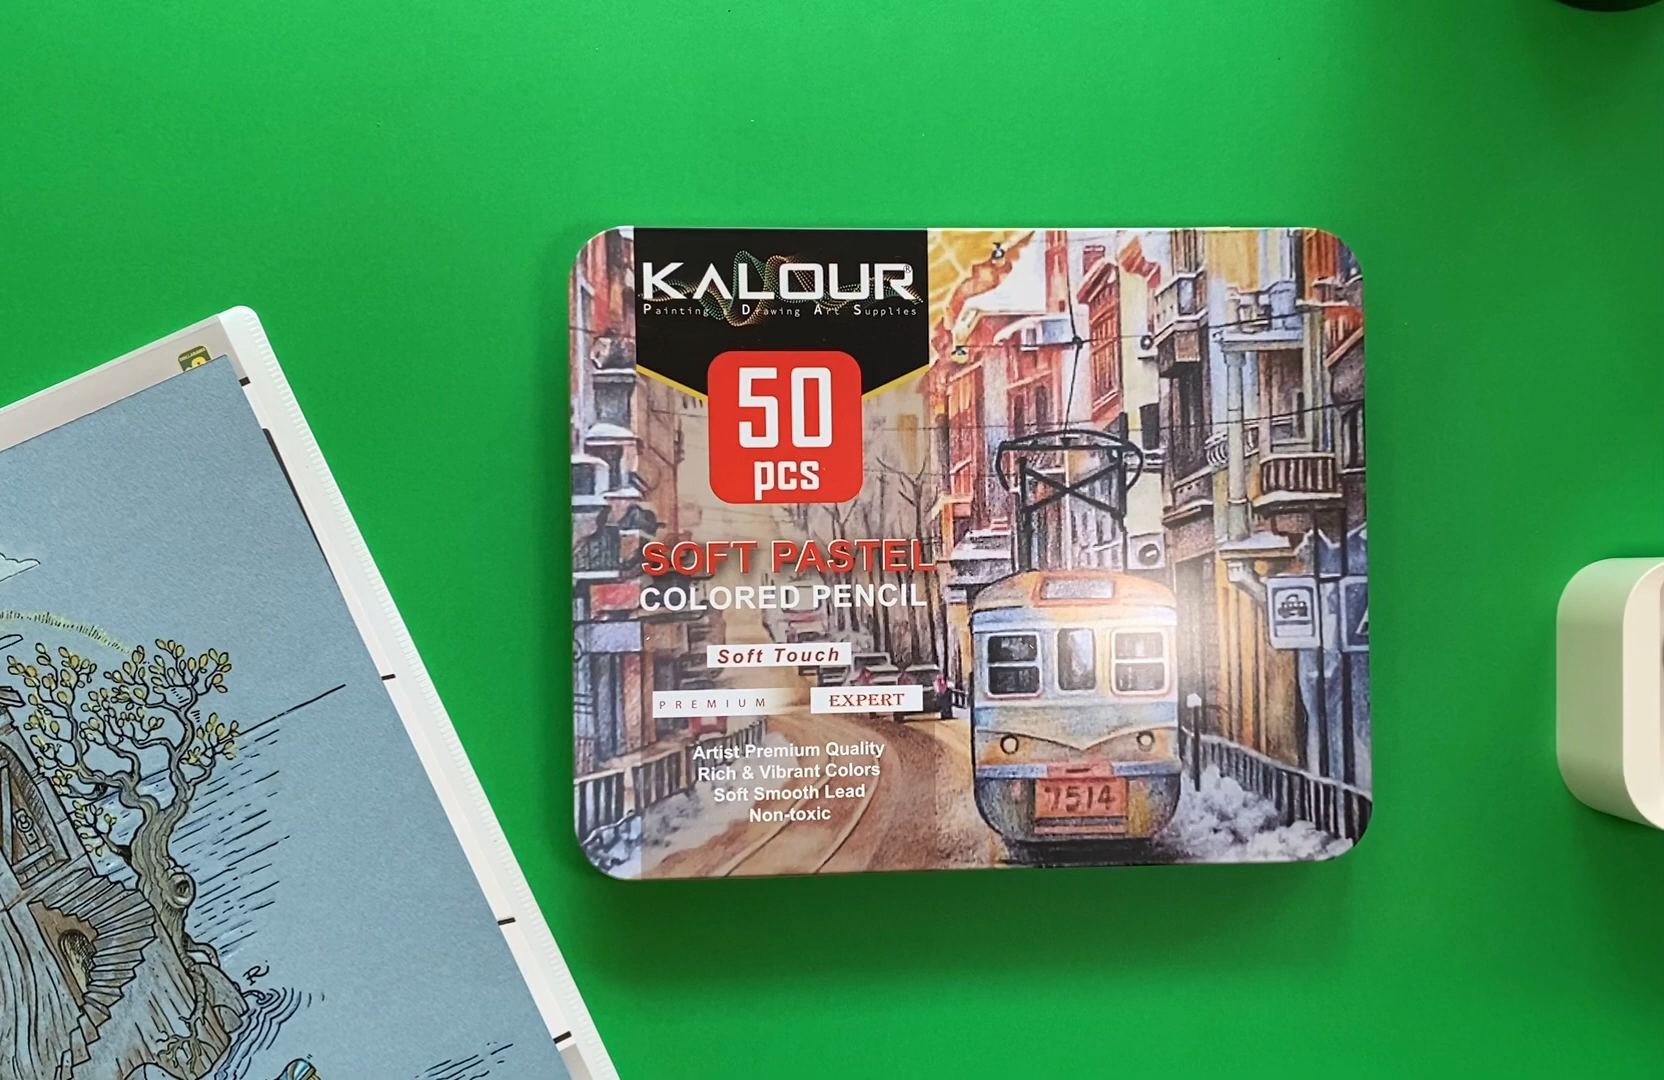 KALOUR®
Painting & Drawing Art Supplies
50
pcs
SOFT PASTEL
COLORED PENCIL
Soft Touch
PREMIUM EXPERT
Artist Premium Quality
Rich & Vibrant Colors
Soft Smooth Lead
Non-toxic
7514
R